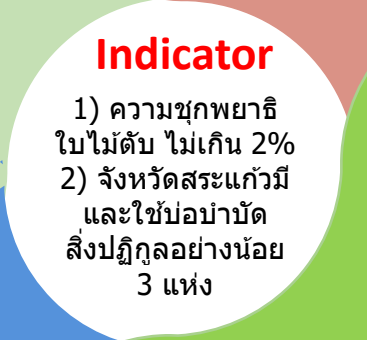 Indicator
1) ความชุกพยาธิ
ใบไม้ตับ ไม่เกิน 2%
2) จังหวัดสระแก้วมี
และใช้บ่อบำบัด
สิ่งปฏิกูลอย่างน้อย
3 แห่ง